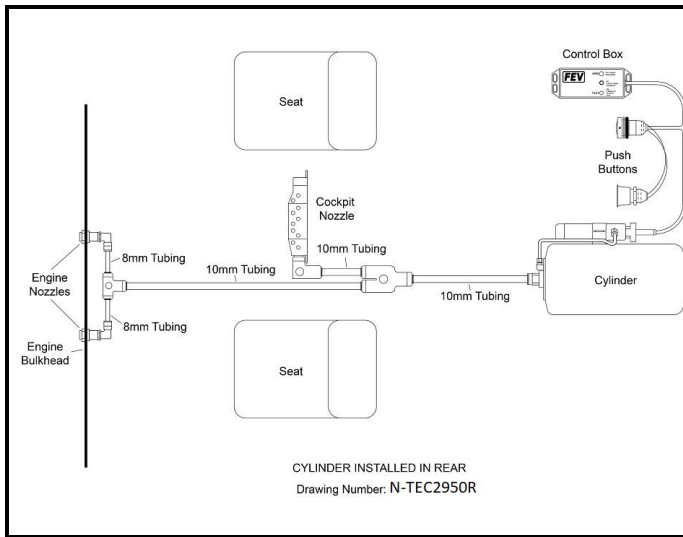 Control Box
FEV
Seat
Push
Buttons
Cockpit
Nozzle
8mm Tubing
10mm Tubing
10mm Tubing
Engine
Nozzles
10mm Tubing
Cylinder
8mm Tubing
Engine
Bulkhead
Seat
CYLINDER INSTALLED IN REAR
Drawing Number: N-TEC2950R